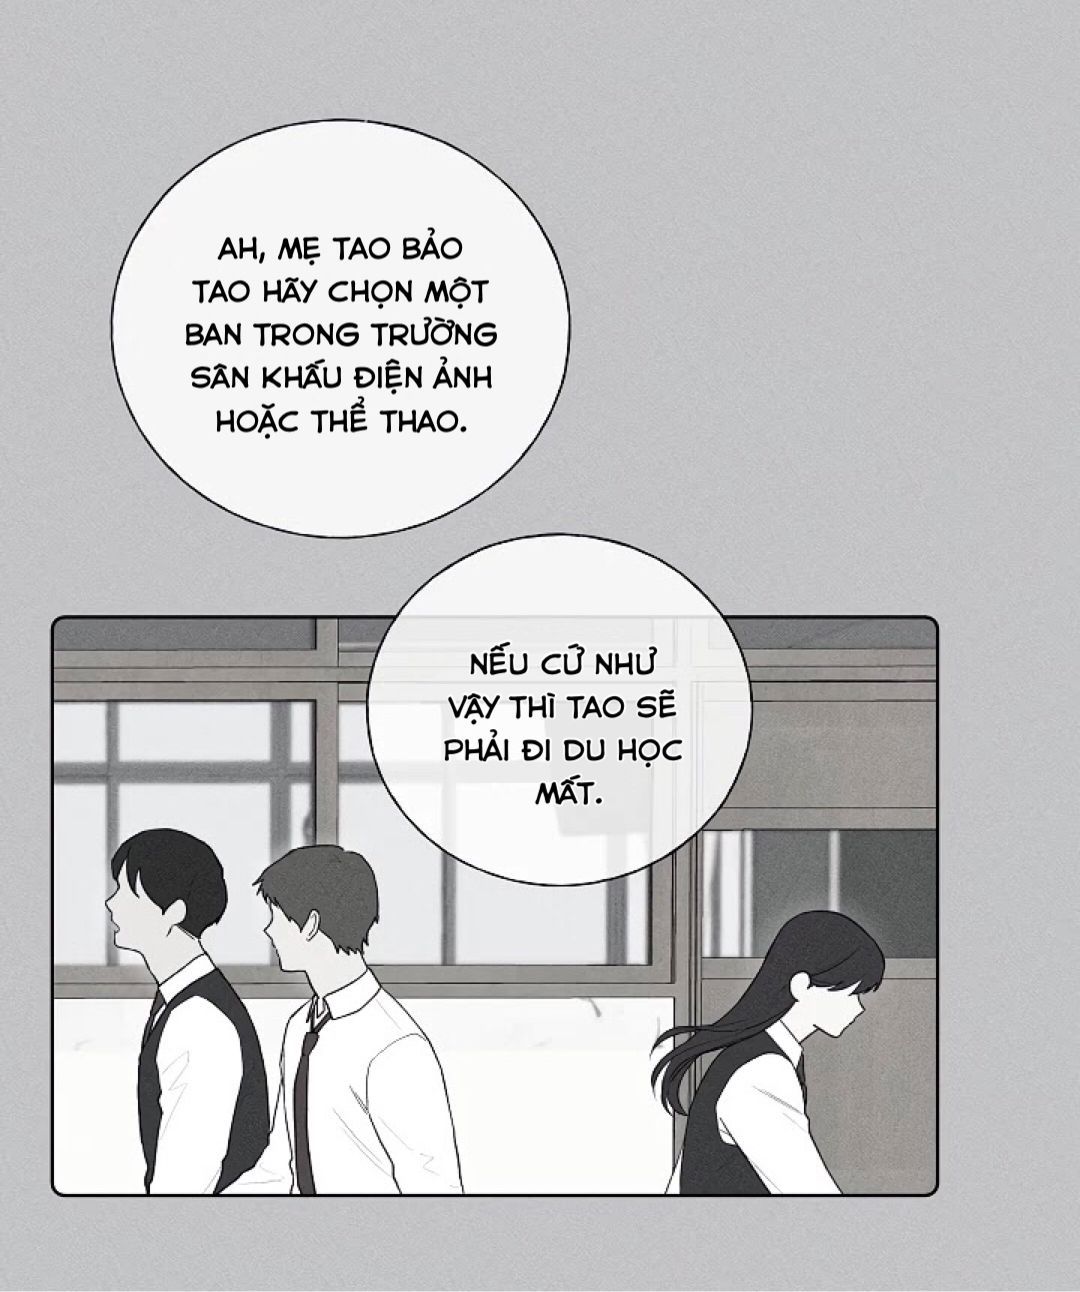 AH, MẸ TAO BẢO
TAO HÃY CHỌN MỘT
BAN TRONG TRƯỜNG
SÂN KHẤU ĐIỆN ẢNH
HOẶC THỂ THAO.
NẾU CỨ NHƯ
VẬY THÌ TAO SẼ
PHẢI ĐI DU HỌC
MẤT.